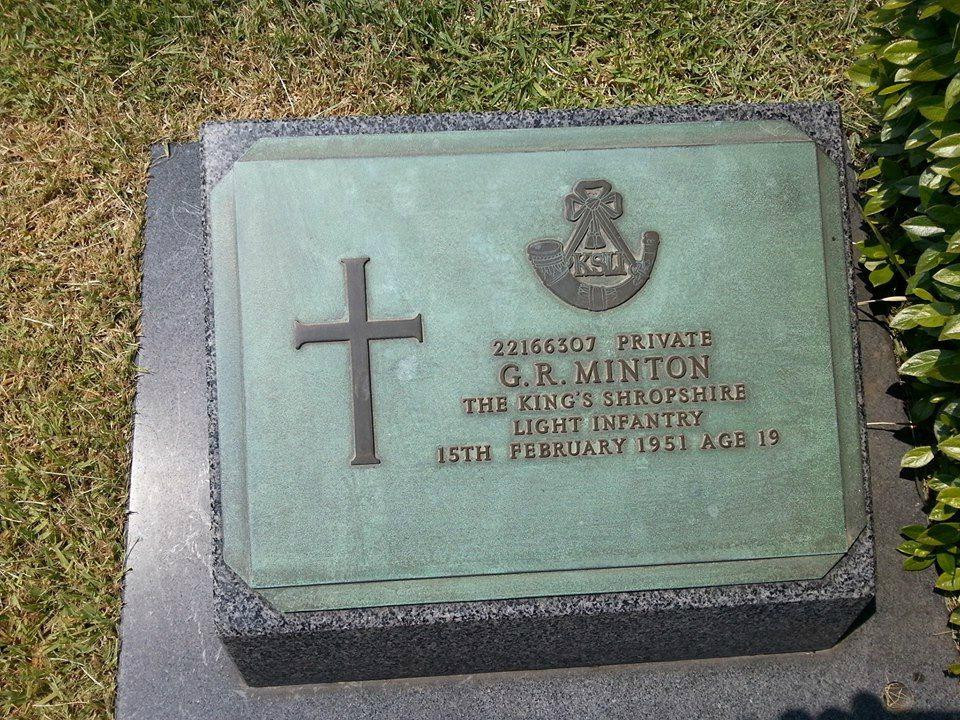 KSLI
22166307 PRIVATE
G.R. MINTON
THE KING'S SHROPSHIRE
LIGHT INFANTRY
15TH FEBRUARY 1951 AGE 19